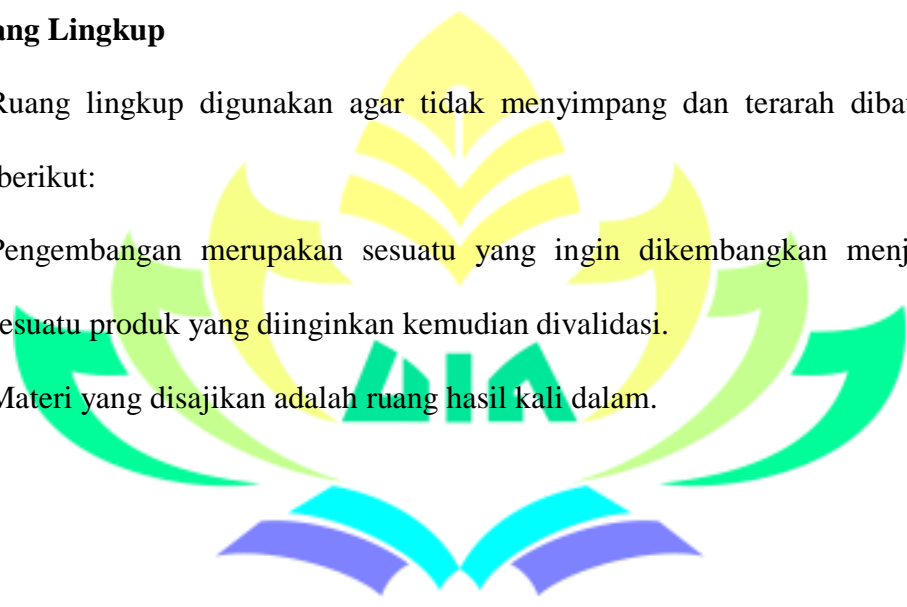 ang Lingkup
Ruang lingkup digunakan agar tidak menyimpang dan terarah diba
berikut:
Pengembangan merupakan sesuatu yang ingin dikembangkan menj
sesuatu produk yang diinginkan kemudian divalidasi.
Materi yang disajikan adalah ruang hasil kali dalam.